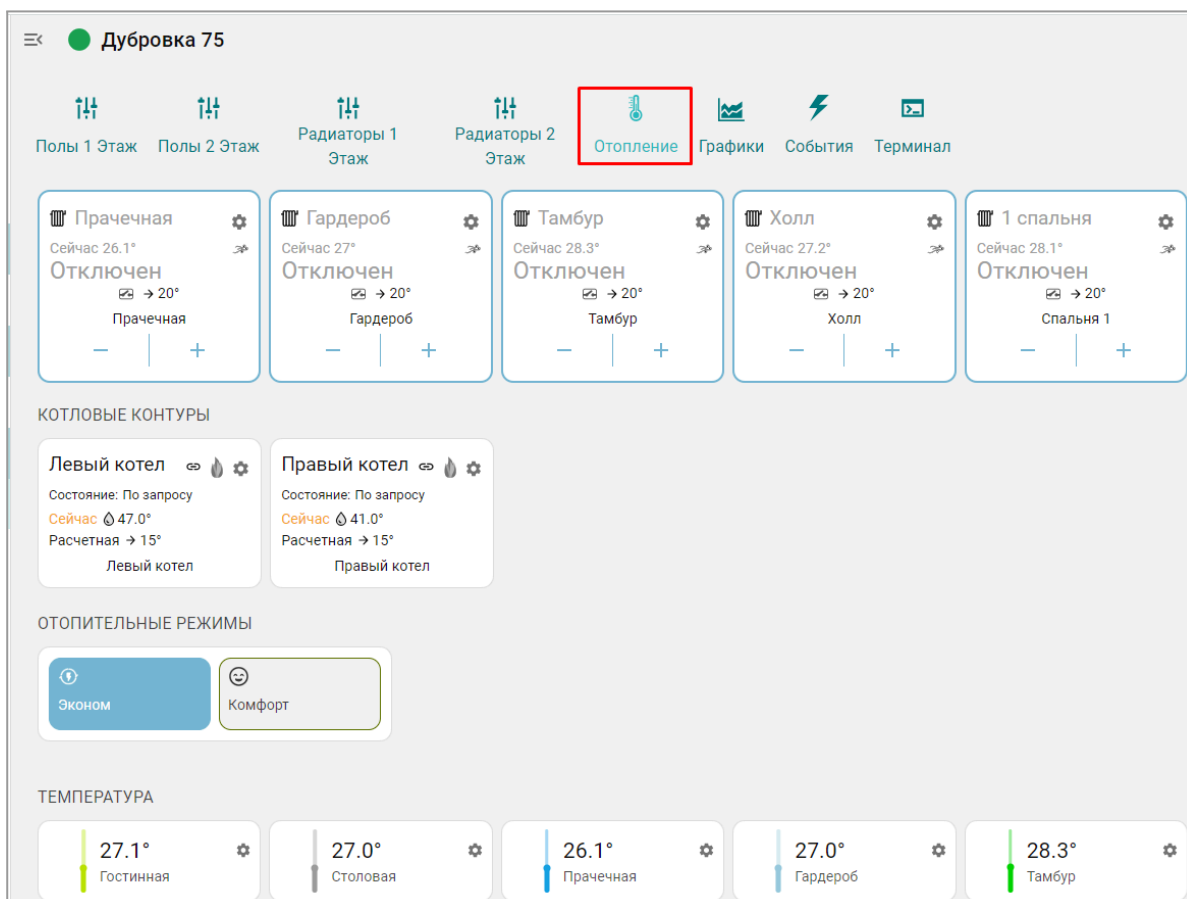 Дубровка 75
Полы 1 Этаж
Полы 2 Этаж
Радиаторы 1
Этаж
Радиаторы 2
Этаж
Отопление
Графики
События
Терминал
Прачечная
Сейчас 26.1°
Отключен
→ 20°
Прачечная
− +
Гардероб
Сейчас 27°
Отключен
→ 20°
Гардероб
− +
Тамбур
Сейчас 28.3°
Отключен
→ 20°
Тамбур
− +
Холл
Сейчас 27.2°
Отключен
→ 20°
Холл
− +
1 спальня
Сейчас 28.1°
Отключен
→ 20°
Спальня 1
− +
КОТЛОВЫЕ КОНТУРЫ
Левый котел
Состояние: По запросу
Сейчас 47.0°
Расчетная → 15°
Левый котел
Правый котел
Состояние: По запросу
Сейчас 41.0°
Расчетная → 15°
Правый котел
ОТОПИТЕЛЬНЫЕ РЕЖИМЫ
Эконом
Комфорт
ТЕМПЕРАТУРА
27.1°
Гостинная
27.0°
Столовая
26.1°
Прачечная
27.0°
Гардероб
28.3°
Тамбур